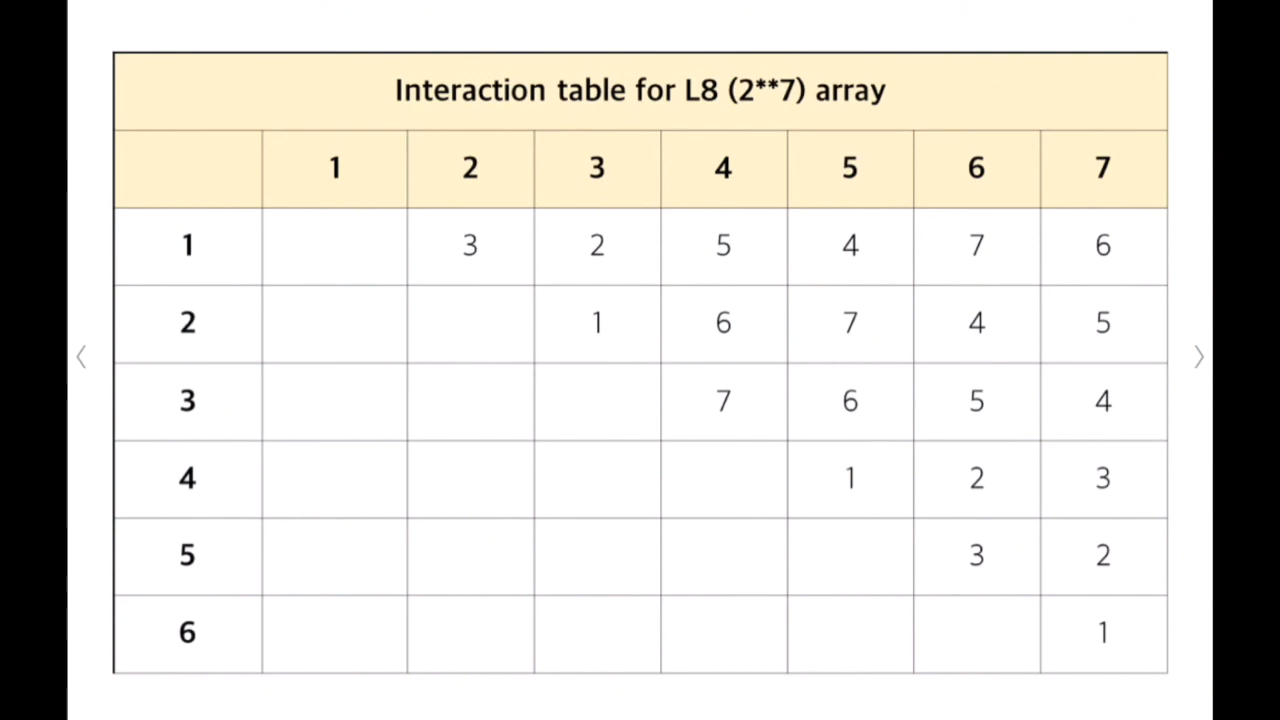 Interaction table for L8 (2**7) array
1 2 3 4 5 6 7
1 3 2 5 4 7 6
2 1 6 7 4 5
3 7 6 5 4
4 1 2 3
5 3 2
6 1